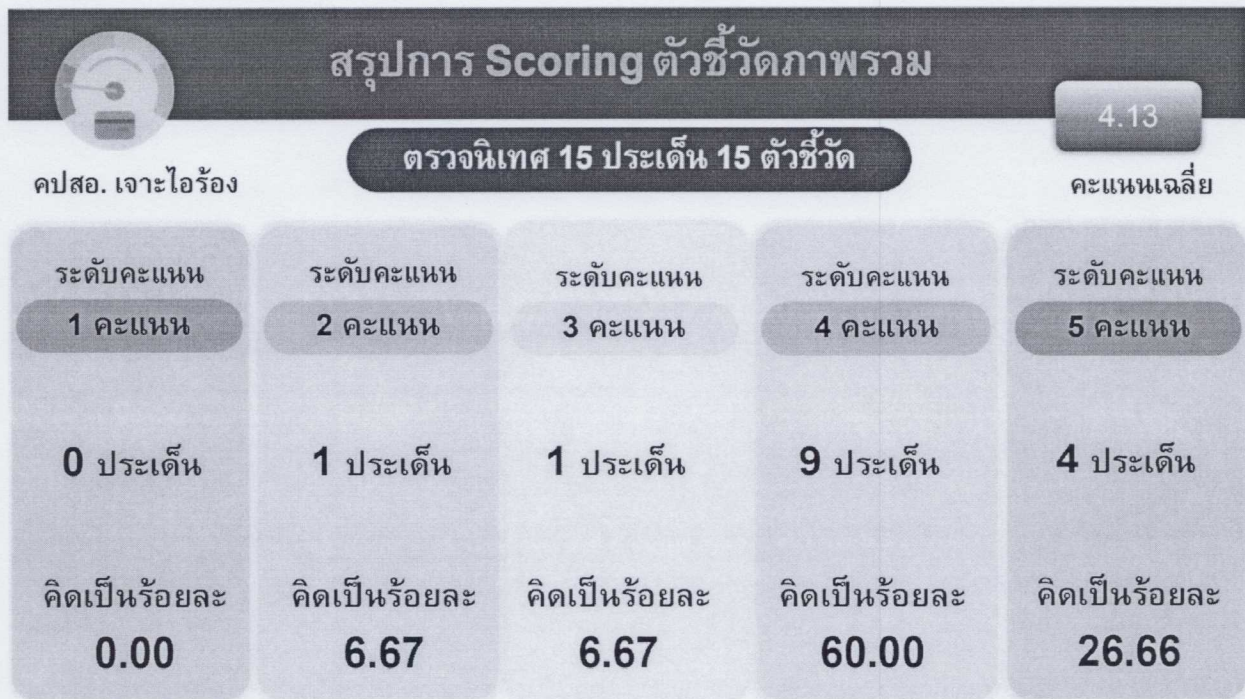 สรุปการ Scoring ตัวชี้วัดภาพรวม
4.13
ตรวจนิเทศ 15 ประเด็น 15 ตัวชี้วัด
คปสอ. เจาะไอร้อง
คะแนนเฉลี่ย
ระดับคะแนน
1 คะแนน
0 ประเด็น
คิดเป็นร้อยละ
0.00
ระดับคะแนน
2 คะแนน
1 ประเด็น
คิดเป็นร้อยละ
6.67
ระดับคะแนน
3 คะแนน
1 ประเด็น
คิดเป็นร้อยละ
6.67
ระดับคะแนน
4 คะแนน
9 ประเด็น
คิดเป็นร้อยละ
60.00
ระดับคะแนน
5 คะแนน
4 ประเด็น
คิดเป็นร้อยละ
26.66